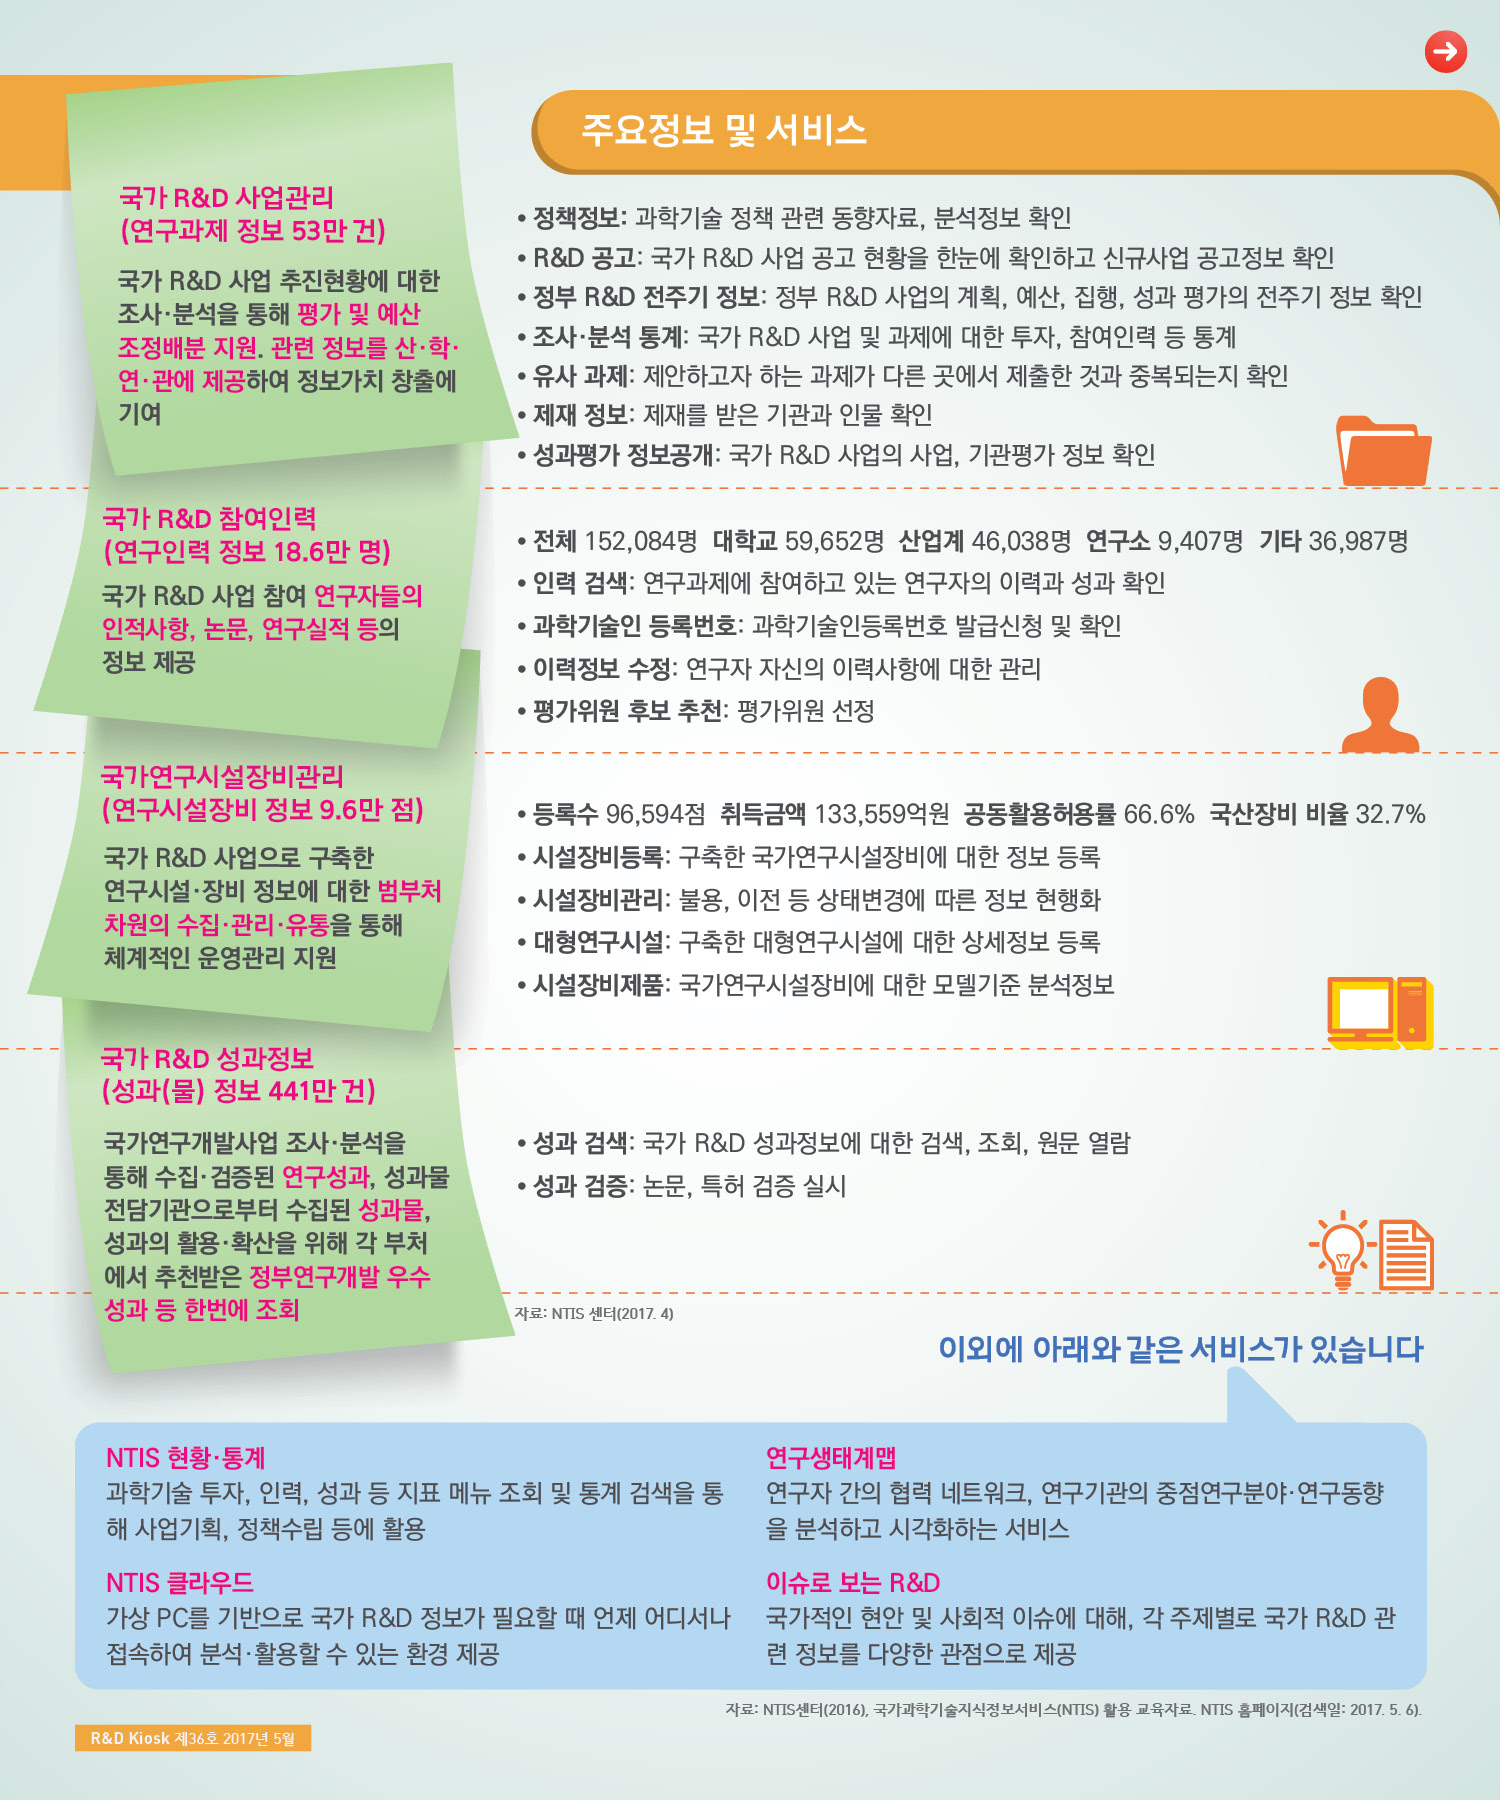 주요정보 및 서비스
국가 R&D 사업관리
(연구과제 정보 53만 건)
국가 R&D 사업 추진현황에 대한
조사·분석을 통해 평가 및 예산
조정배분 지원. 관련 정보를 산·학·
연·관에 제공하여 정보가치 창출에
기여
• 정책정보: 과학기술 정책 관련 동향자료, 분석정보 확인
• R&D 공고: 국가 R&D 사업 공고 현황을 한눈에 확인하고 신규사업 공고정보 확인
• 정부 R&D 전주기 정보: 정부 R&D 사업의 계획, 예산, 집행, 성과 평가의 전주기 정보 확인
• 조사·분석 통계: 국가 R&D 사업 및 과제에 대한 투자, 참여인력 등 통계
• 유사 과제: 제안하고자 하는 과제가 다른 곳에서 제출한 것과 중복되는지 확인
• 제재 정보: 제재를 받은 기관과 인물 확인
• 성과평가 정보공개: 국가 R&D 사업의 사업, 기관평가 정보 확인
국가 R&D 참여인력
(연구인력 정보 18.6만 명)
국가 R&D 사업 참여 연구자들의
인적사항, 논문, 연구실적 등의
정보 제공
• 전체 152,084명 대학교 59,652명 산업계 46,038명 연구소 9,407명 기타 36,987명
• 인력 검색: 연구과제에 참여하고 있는 연구자의 이력과 성과 확인
• 과학기술인 등록번호: 과학기술인등록번호 발급신청 및 확인
• 이력정보 수정: 연구자 자신의 이력사항에 대한 관리
• 평가위원 후보 추천: 평가위원 선정
국가연구시설장비관리
(연구시설장비 정보 9.6만 점)
국가 R&D 사업으로 구축한
연구시설·장비 정보에 대한 범부처
차원의 수집·관리·유통을 통해
체계적인 운영관리 지원
• 등록수 96,594점 취득금액 133,559억원 공동활용허용률 66.6% 국산장비 비율 32.7%
• 시설장비등록: 구축한 국가연구시설장비에 대한 정보 등록
• 시설장비관리: 불용, 이전 등 상태변경에 따른 정보 현행화
• 대형연구시설: 구축한 대형연구시설에 대한 상세정보 등록
• 시설장비제품: 국가연구시설장비에 대한 모델기준 분석정보
국가 R&D 성과정보
(성과(물) 정보 441만 건)
국가연구개발사업 조사·분석을
통해 수집·검증된 연구성과, 성과물
전담기관으로부터 수집된 성과물,
성과의 활용·확산을 위해 각 부처
에서 추천받은 정부연구개발 우수
성과 등 한번에 조회
• 성과 검색: 국가 R&D 성과정보에 대한 검색, 조회, 원문 열람
• 성과 검증: 논문, 특허 검증 실시
자료: NTIS 센터(2017. 4)
이외에 아래와 같은 서비스가 있습니다
NTIS 현황·통계
과학기술 투자, 인력, 성과 등 지표 메뉴 조회 및 통계 검색을 통
해 사업기획, 정책수립 등에 활용
NTIS 클라우드
가상 PC를 기반으로 국가 R&D 정보가 필요할 때 언제 어디서나
접속하여 분석·활용할 수 있는 환경 제공
연구생태계맵
연구자 간의 협력 네트워크, 연구기관의 중점연구분야·연구동향
을 분석하고 시각화하는 서비스
이슈로 보는 R&D
국가적인 현안 및 사회적 이슈에 대해, 각 주제별로 국가 R&D 관
련 정보를 다양한 관점으로 제공
자료: NTIS센터(2016), 국가과학기술지식정보서비스(NTIS) 활용 교육자료. NTIS 홈페이지(검색일: 2017. 5. 6).
R&D Kiosk 제36호 2017년 5월